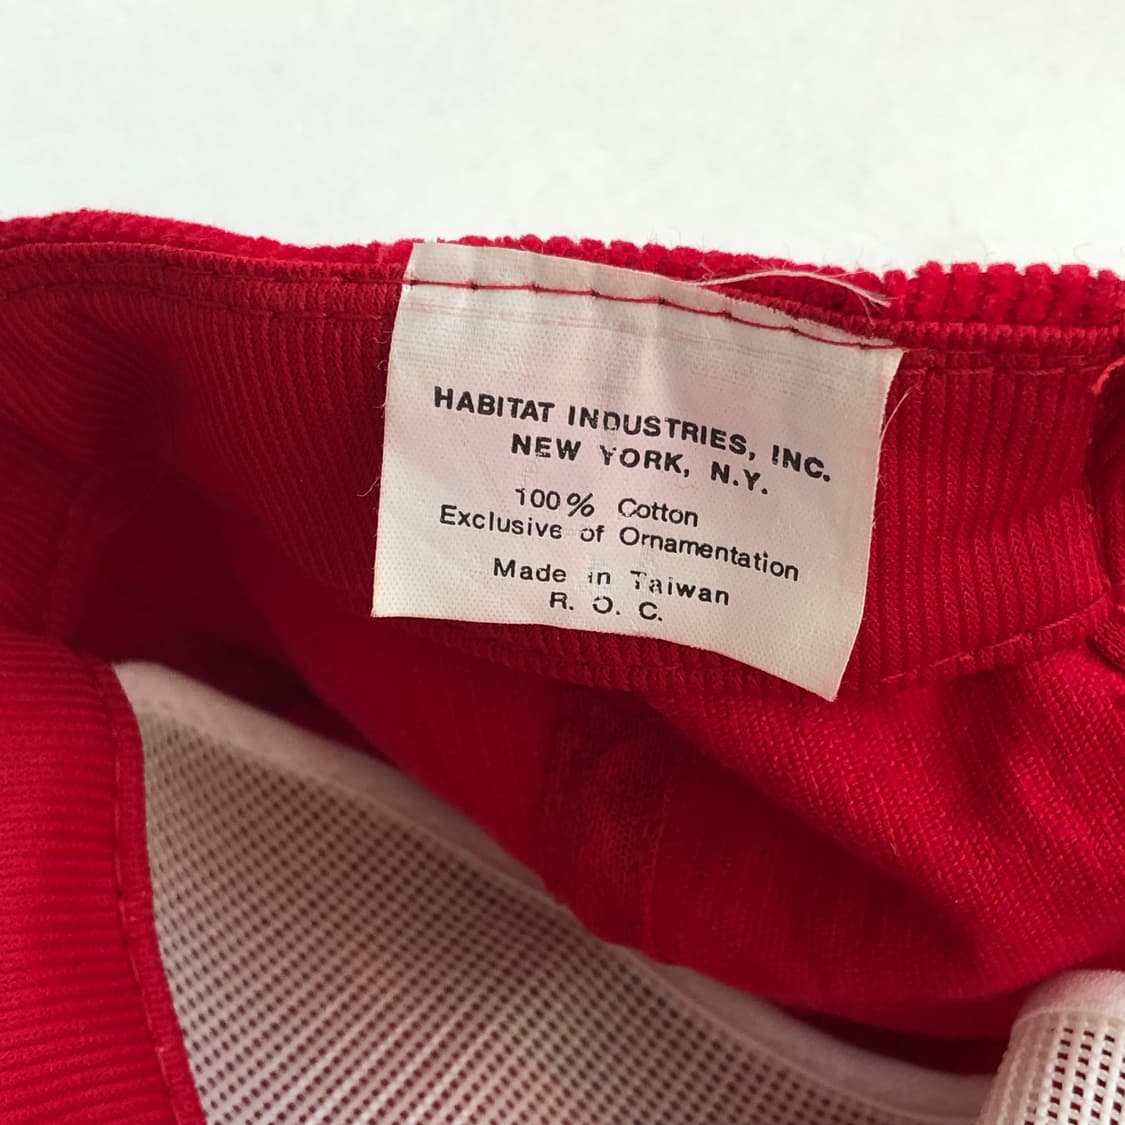 HABITAT INDUSTRIES, INC.
NEW YORK, N.Y.
100% Cotton
Exclusive of Ornamentation
Made in Taiwan
R. O. C.